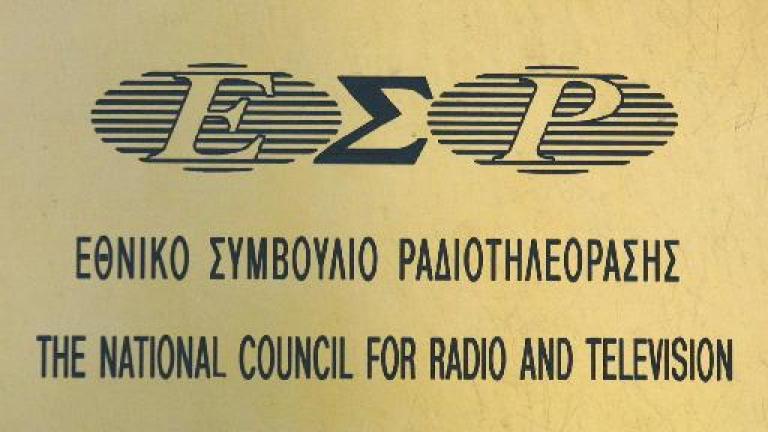 ΕΣΡ
ΕΘΝΙΚΟ ΣΥΜΒΟΥΛΙΟ ΡΑΔΙΟΤΗΛΕΟΡΑΣΗΣ
THE NATIONAL COUNCIL FOR RADIO AND TELEVISION